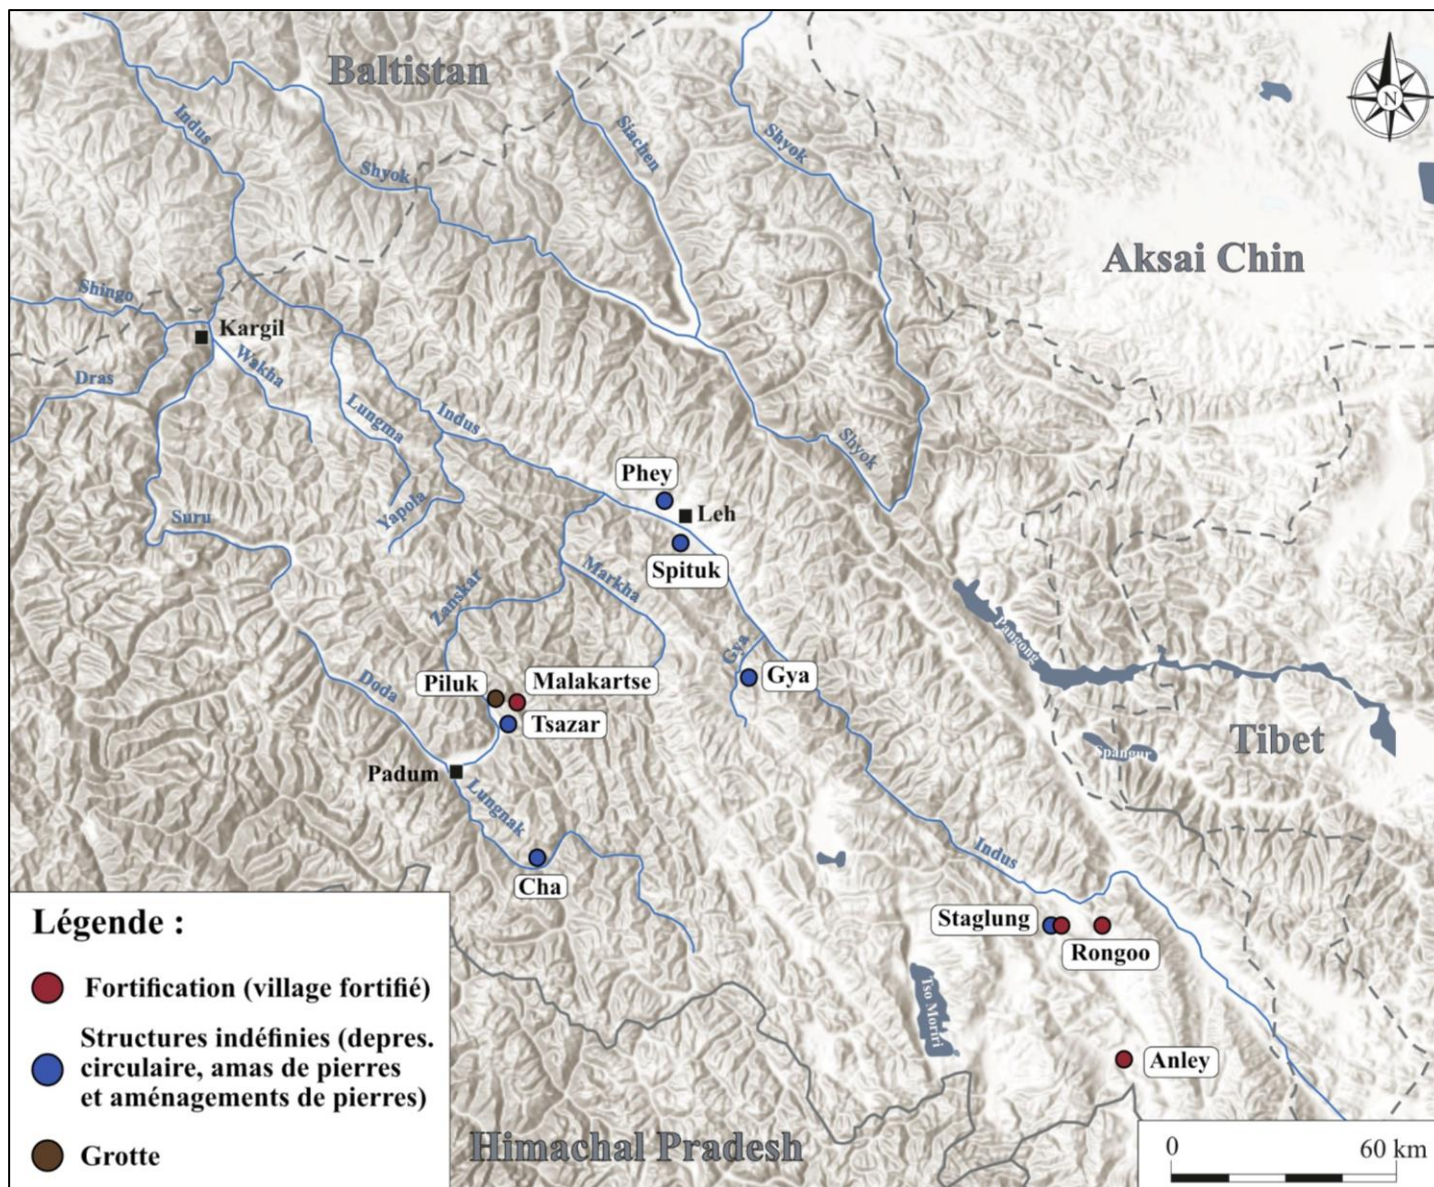 Baltistan
Indus
Siachen
Shyok
Shyok
N
Aksai Chin
Shingo
Kargil
Wakha
Dras
Lungma
Indus
Shyok
Phey
Leh
Yapola
Suru
Spituk
Markha
Zanskar
Pangong
Gya
Gya
Doda
Piluk
Malakartse
Tsazar
Tibet
Spangur
Padum
Lungnak
Indus
Cha
Staglung
Rongoo
Tso Moriri
Anley
Himachal Pradesh
Légende :
Fortification (village fortifié)
Structures indéfinies (depres.
circulaire, amas de pierres
et aménagements de pierres)
Grotte
0 60 km